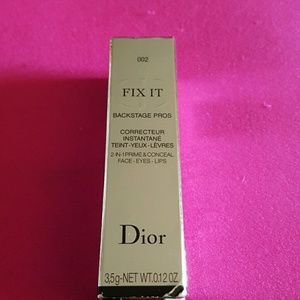 002
FIX IT
BACKSTAGE PROS
CORRECTEUR
INSTANTANÉ
TEINT-YEUX-LÈVRES
2-IN-1 PRIME & CONCEAL
FACE-EYES-LIPS
Dior
3,5g-NET WT.0.12 OZ.